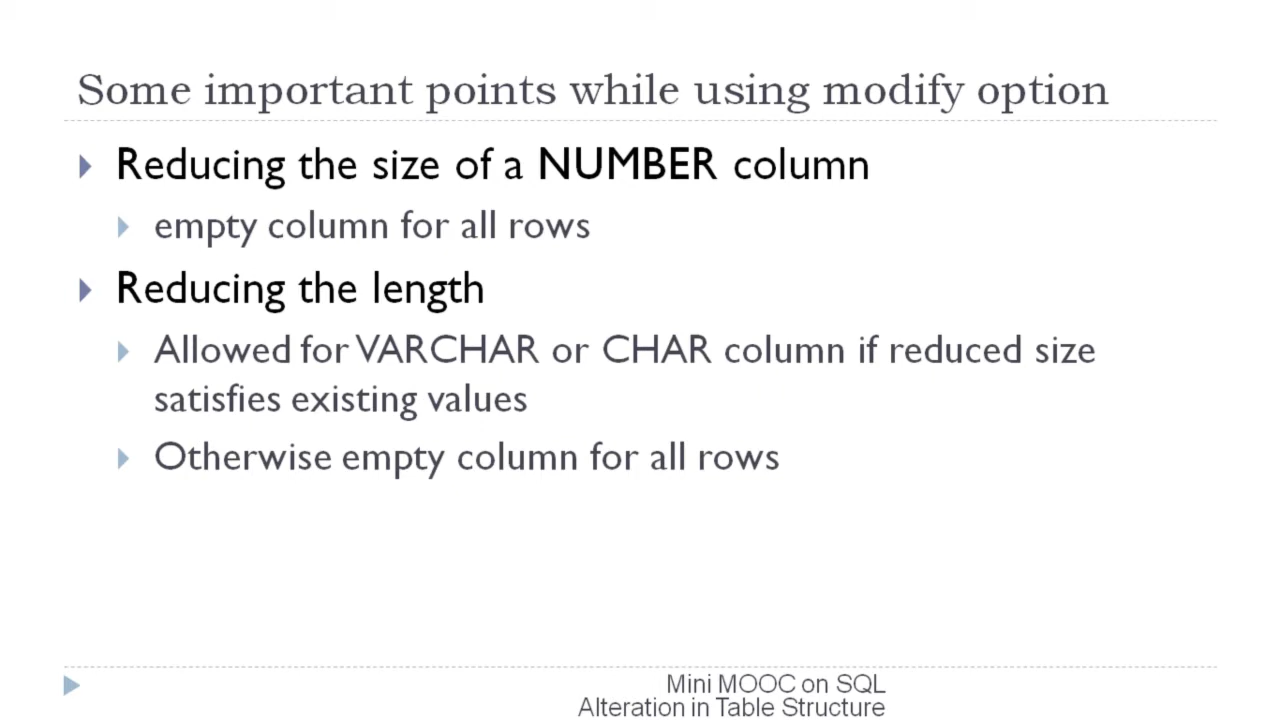 Some important points while using modify option
Reducing the size of a NUMBER column
empty column for all rows
Reducing the length
Allowed for VARCHAR or CHAR column if reduced size
satisfies existing values
Otherwise empty column for all rows
Mini MOOC on SQL
Alteration in Table Structure